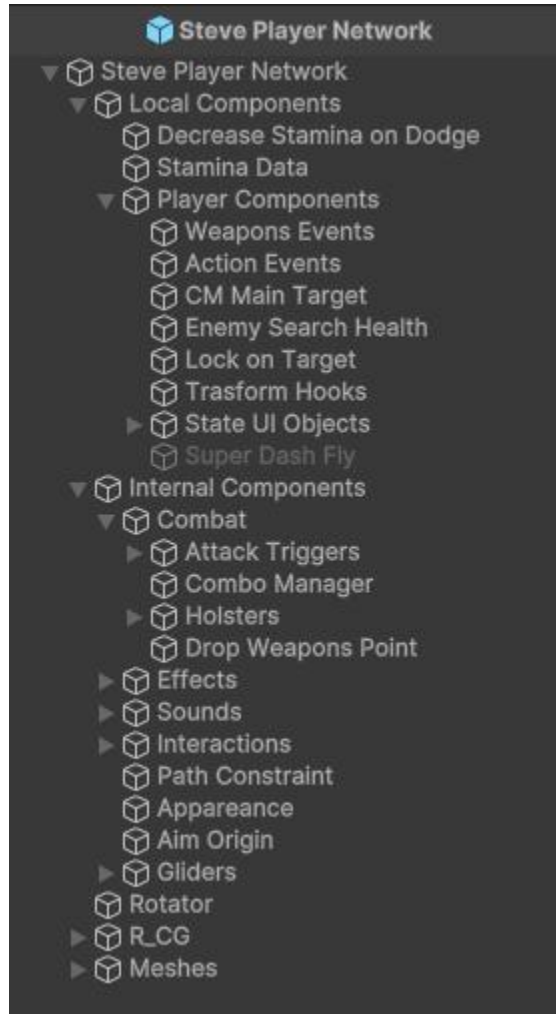 Steve Player Network
Steve Player Network
Local Components
Decrease Stamina on Dodge
Stamina Data
Player Components
Weapons Events
Action Events
CM Main Target
Enemy Search Health
Lock on Target
Trasform Hooks
State UI Objects
Super Dash Fly
Internal Components
Combat
Attack Triggers
Combo Manager
Holsters
Drop Weapons Point
Effects
Sounds
Interactions
Path Constraint
Appareance
Aim Origin
Gliders
Rotator
R_CG
Meshes